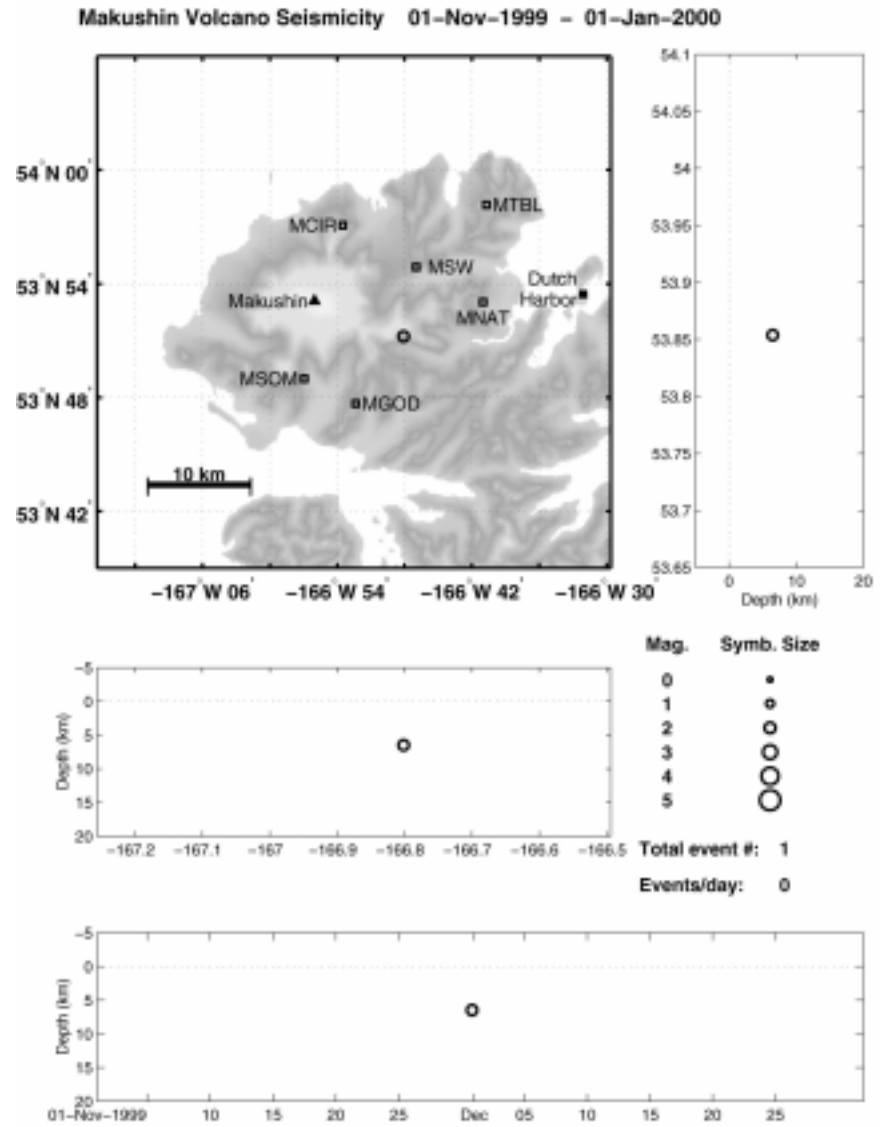 Makushin Volcano Seismicity 01-Nov-1999 - 01-Jan-2000
54°N 00'
53°N 54'
53°N 48'
53°N 42'
MTBL
MCIR
MSW
Dutch
Harbor
Makushin
MNAT
MSOM
MGOD
10 km
-167°W 06' -166°W 54' -166°W 42' -166°W 30'
54.1
54.05
54
53.95
53.9
53.85
53.8
53.75
53.7
53.65
0 10 20
Depth (km)
-5
0
5
10
15
20
Depth (km)
-167.2 -167.1 -167 -166.9 -166.8 -166.7 -166.6 -166.5
Mag. Symb. Size
0
1
2
3
4
5
Total event #: 1
Events/day: 0
-5
0
5
10
15
20
Depth (km)
01-Nov-1999 10 15 20 25 Dec 05 10 15 20 25